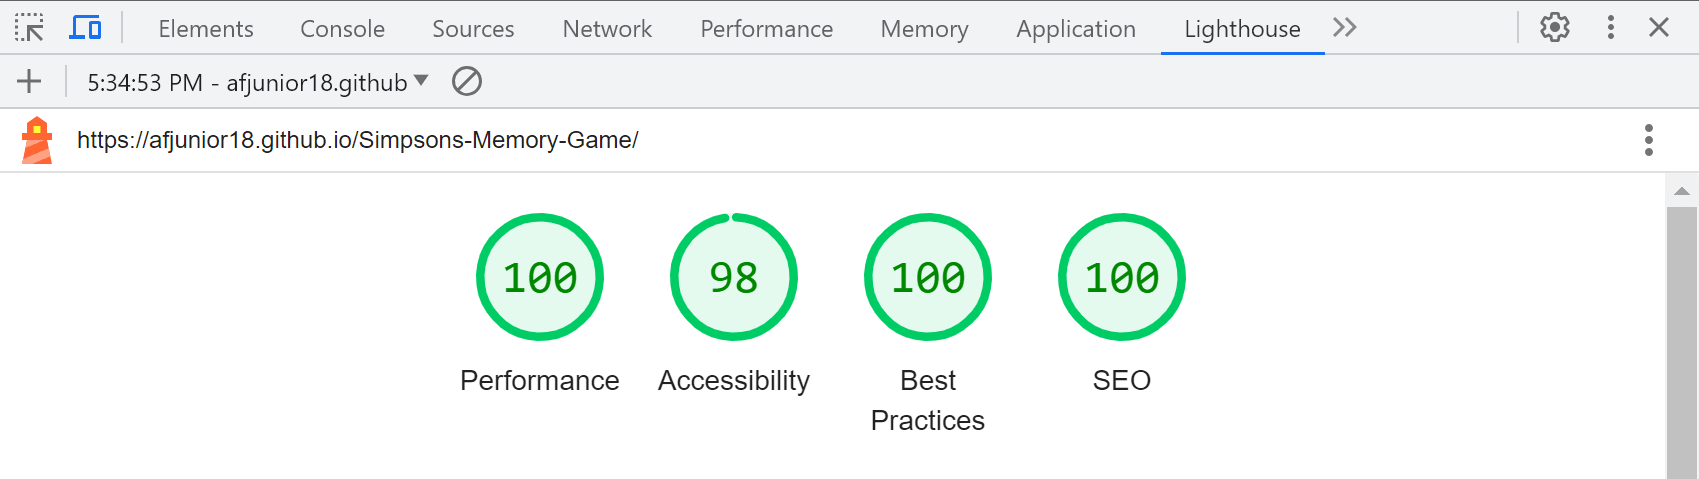 Elements Console Sources Network Performance Memory Application Lighthouse
5:34:53 PM - afjunior18.github
https://afjunior18.github.io/Simpsons-Memory-Game/
100 98 100 100
Performance Accessibility Best Practices SEO